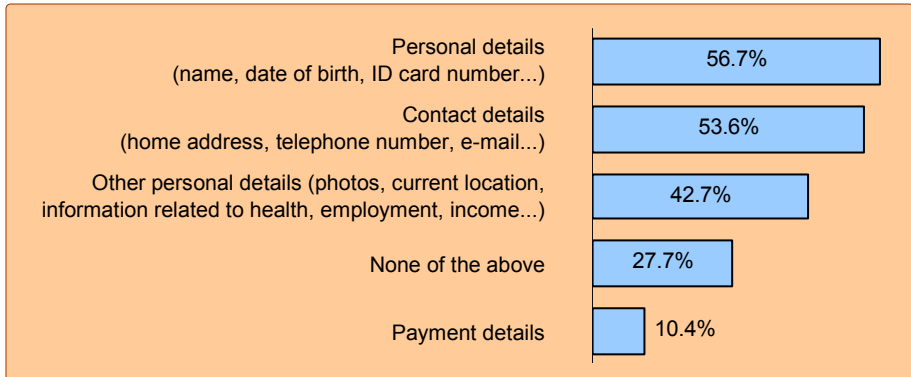 Personal details
(name, date of birth, ID card number...)
56.7%
Contact details
(home address, telephone number, e-mail...)
53.6%
Other personal details (photos, current location,
information related to health, employment, income...)
42.7%
None of the above
27.7%
Payment details
10.4%